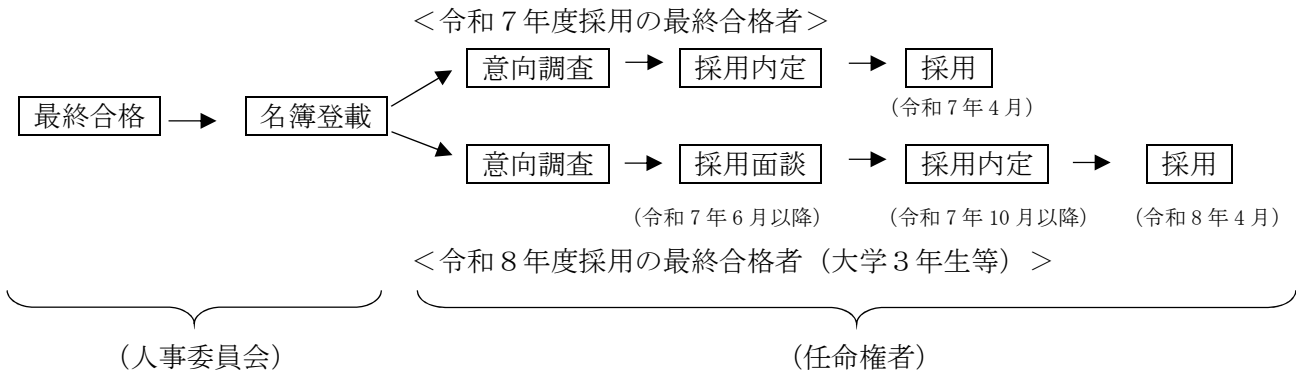 ＜令和７年度採用の最終合格者＞
意向調査 採用内定 採用
(令和７年４月)
最終合格 名簿登載
意向調査 採用面談 採用内定 採用
(令和７年６月以降) (令和７年10月以降) (令和８年４月)
＜令和８年度採用の最終合格者（大学３年生等）＞
（人事委員会） （任命権者）